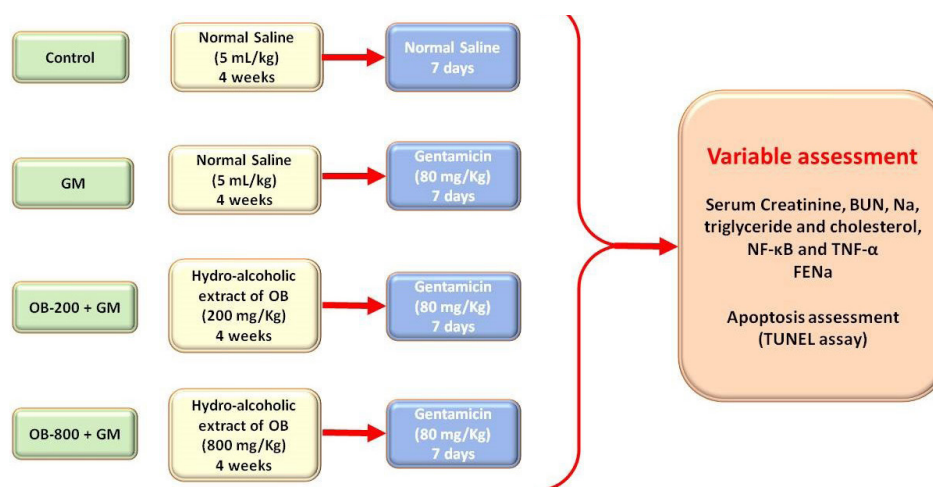 Control
Normal Saline
(5 mL/kg)
4 weeks
Normal Saline
7 days
GM
Normal Saline
(5 mL/kg)
4 weeks
Gentamicin
(80 mg/Kg)
7 days
OB-200 + GM
Hydro-alcoholic
extract of OB
(200 mg/Kg)
4 weeks
Gentamicin
(80 mg/Kg)
7 days
OB-800 + GM
Hydro-alcoholic
extract of OB
(800 mg/Kg)
4 weeks
Gentamicin
(80 mg/Kg)
7 days
Variable assessment
Serum Creatinine, BUN, Na,
triglyceride and cholesterol,
NF-κB and TNF-α
FENa
Apoptosis assessment
(TUNEL assay)